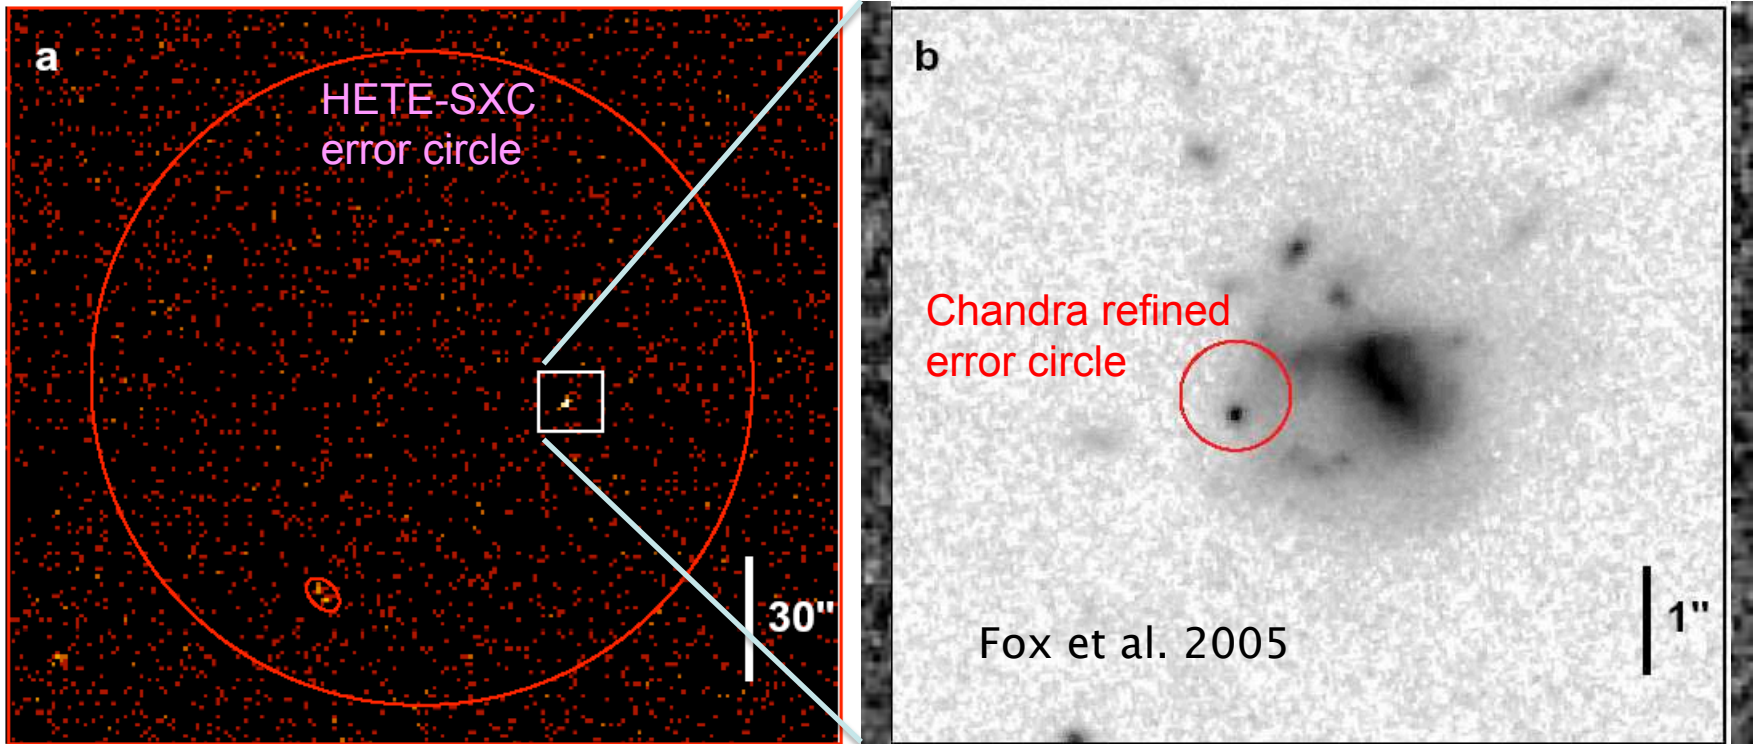 a
HETE-SXC
error circle
30"
b
Chandra refined
error circle
1"
Fox et al. 2005